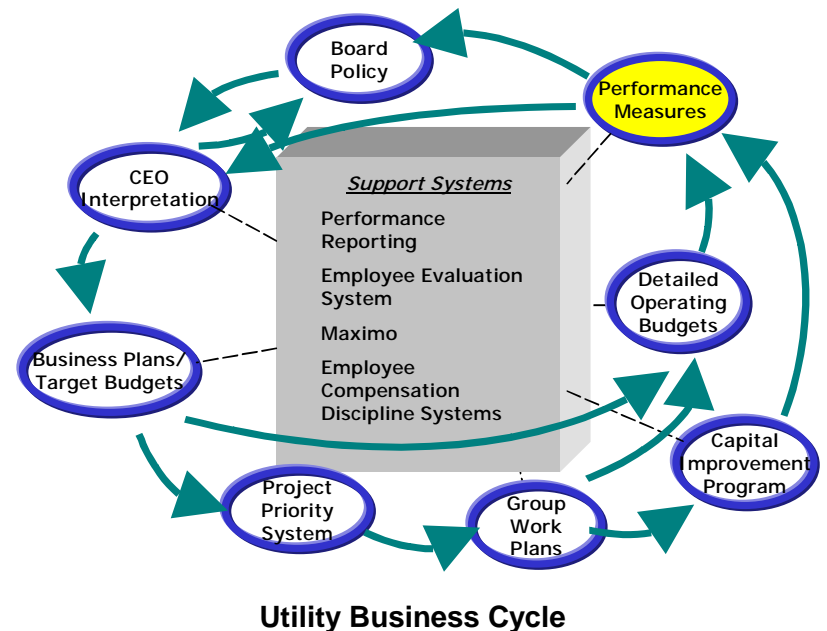 Board
Policy
Performance
Measures
CEO
Interpretation
Support Systems
Performance
Reporting
Employee Evaluation
System
Maximo
Employee
Compensation
Discipline Systems
Detailed
Operating
Budgets
Business Plans/
Target Budgets
Capital
Improvement
Program
Project
Priority
System
Group
Work
Plans
Utility Business Cycle